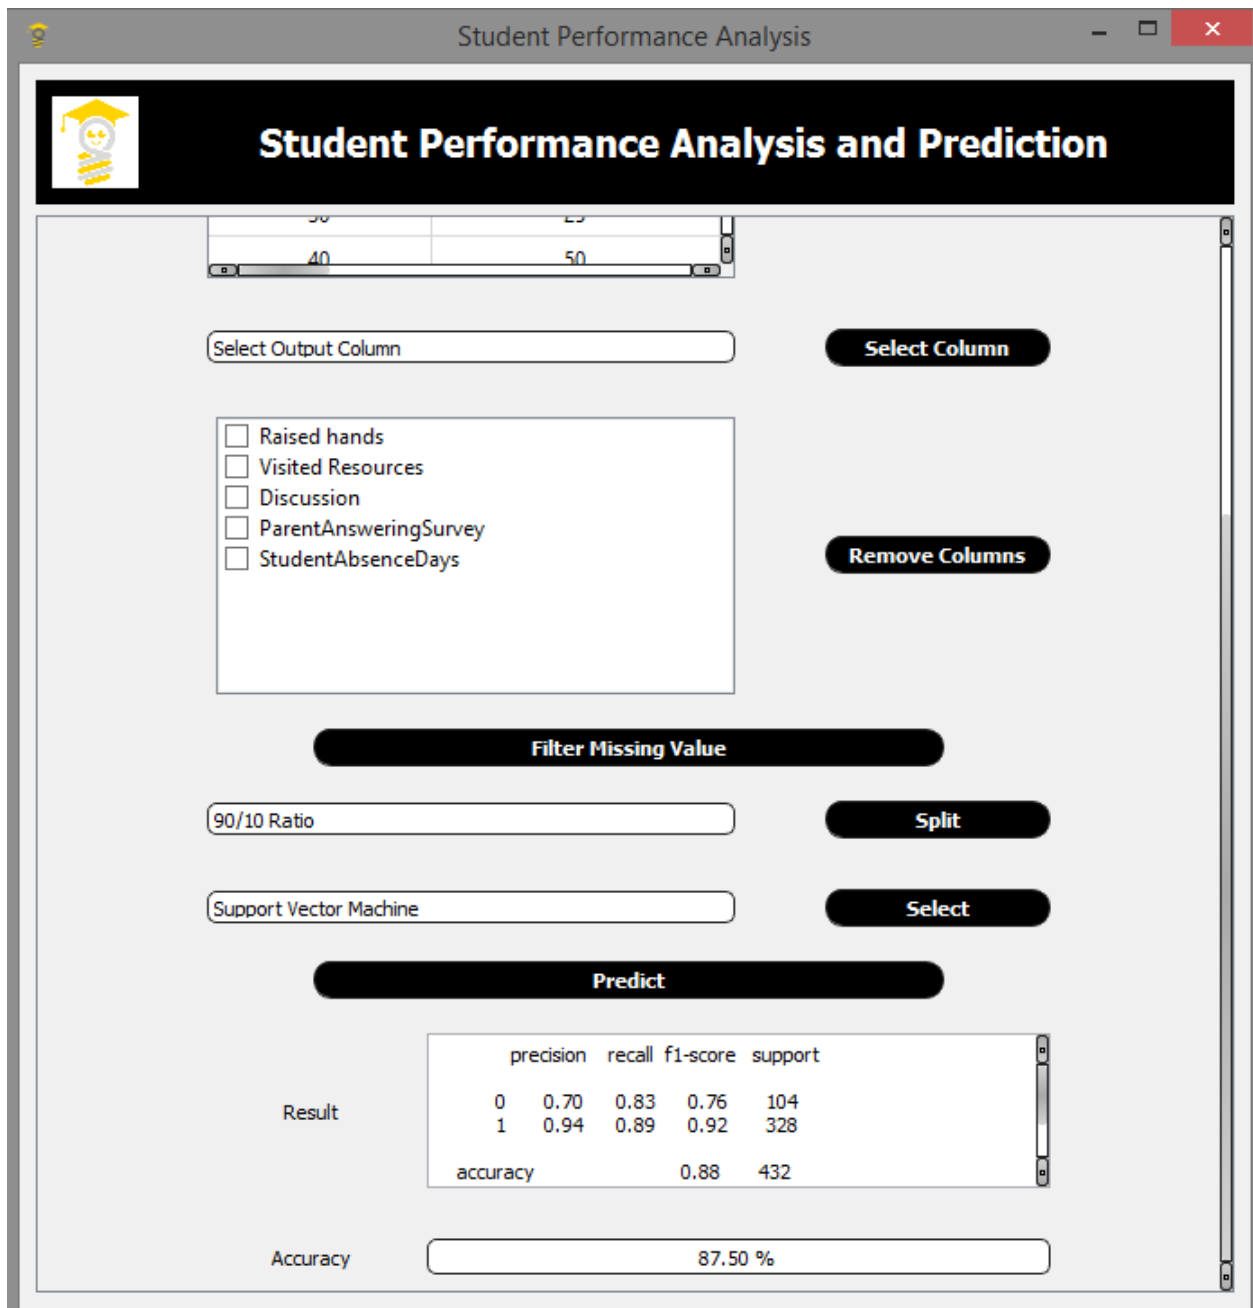 Student Performance Analysis
Student Performance Analysis and Prediction
40 50
Select Output Column Select Column
Raised hands
Visited Resources
Discussion
ParentAnsweringSurvey
StudentAbsenceDays
Remove Columns
Filter Missing Value
90/10 Ratio Split
Support Vector Machine Select
Predict
Result
precision recall f1-score support
0 0.70 0.83 0.76 104
1 0.94 0.89 0.92 328
accuracy 0.88 432
Accuracy 87.50 %